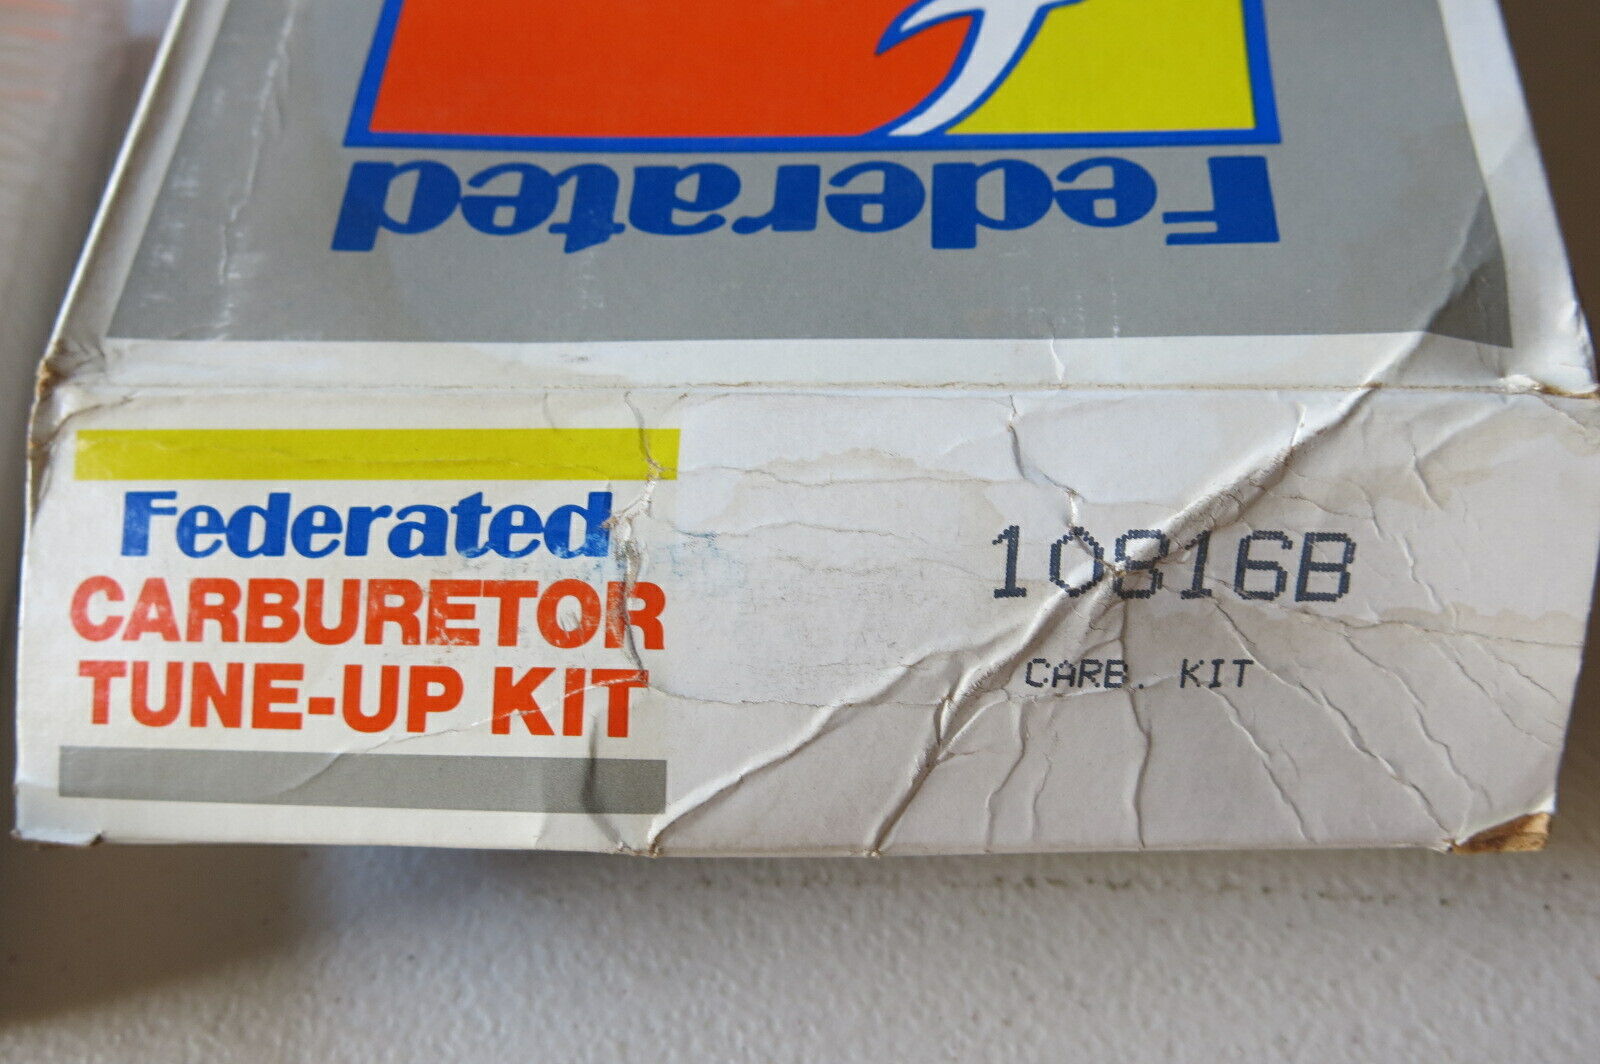 Federated
Federated
CARBURETOR
TUNE-UP KIT
10816B
CARB. KIT